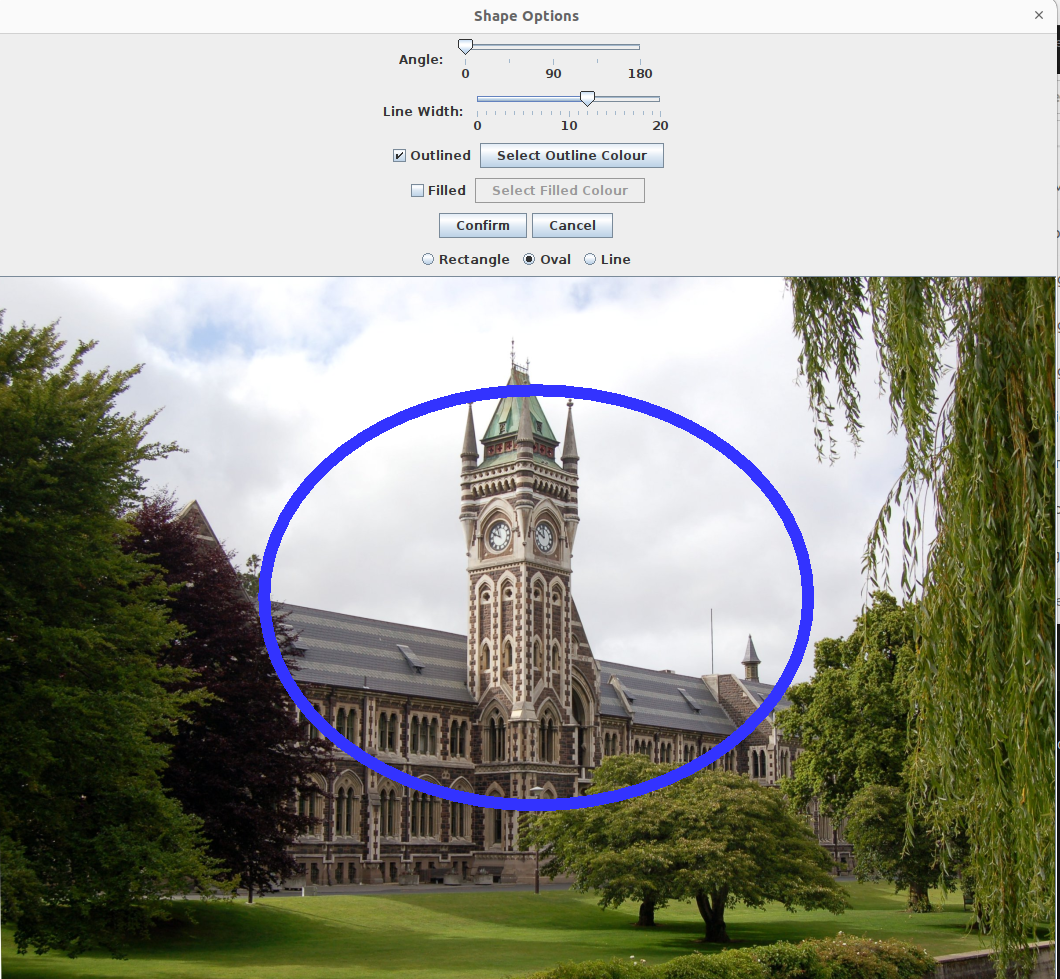 Shape Options
Angle:
0 90 180
Line Width:
0 10 20
Outlined Select Outline Colour
Filled Select Filled Colour
Confirm Cancel
Rectangle Oval Line